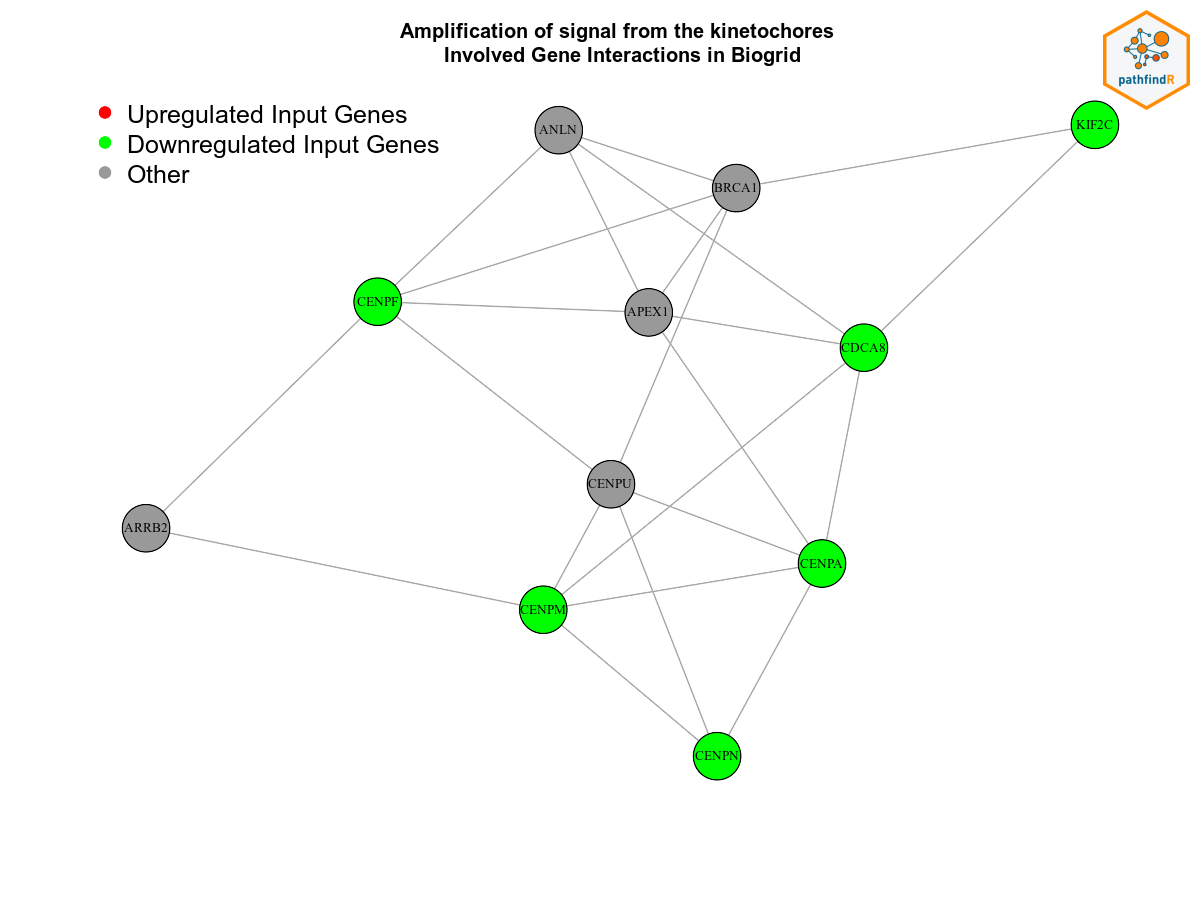 Amplification of signal from the kinetochores
Involved Gene Interactions in Biogrid
pathfindR
Upregulated Input Genes
Downregulated Input Genes
Other
ANLN
KIF2C
BRCA1
CENPF
APEX1
CDCA8
CENPU
ARRB2
CENPA
CENPM
CENPN